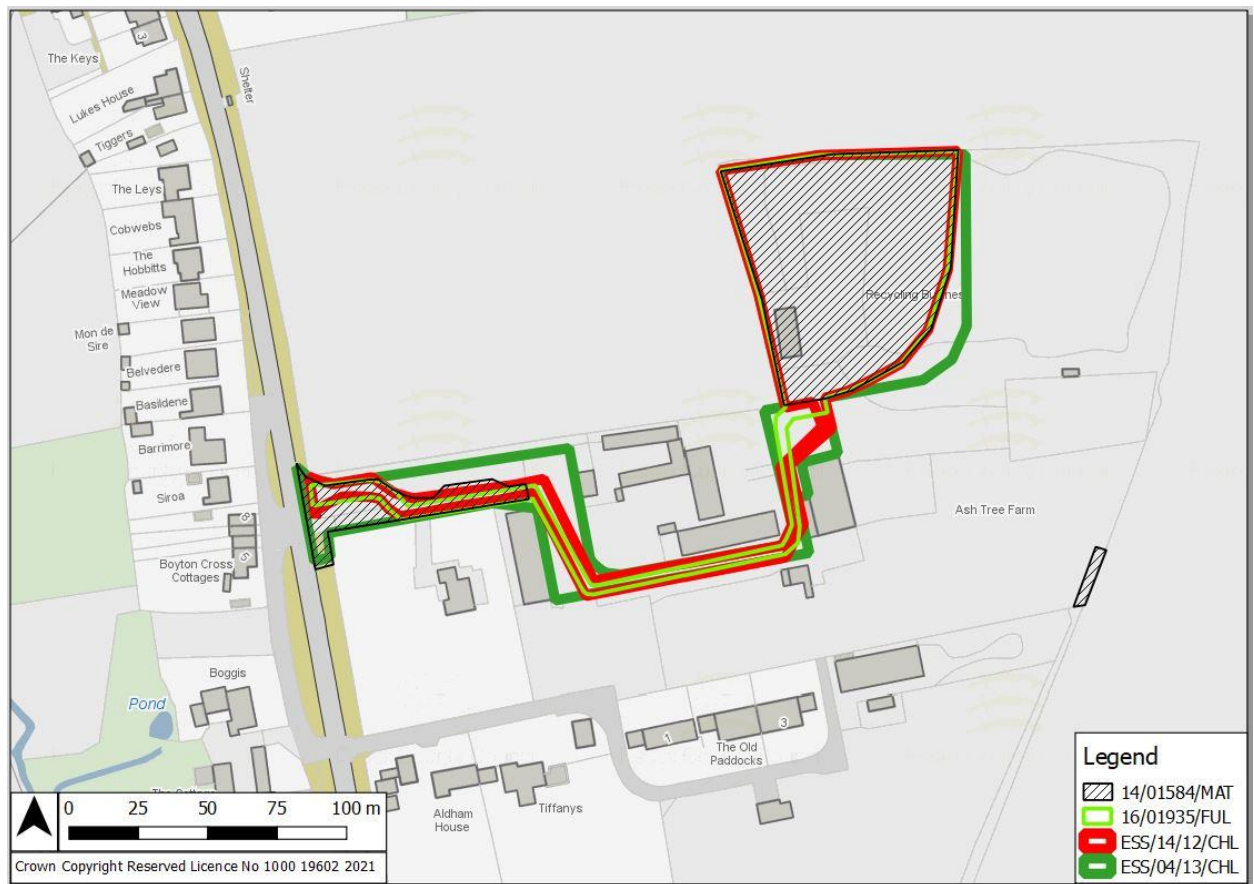 3
The Keys
Shelter
Lukes House
Tiggers
The Leys
Cobwebs
The
Hobbitts
Meadow
View
Mon de
Sire
Belvedere
Basildene
Barrimore
Siroa
6
5
Boyton Cross
Cottages
Boggis
Pond
Recycling
Ash Tree Farm
1
The Old
Paddocks
3
Aldham
House
Tiffanys
Legend
14/01584/MAT
16/01935/FUL
ESS/14/12/CHL
ESS/04/13/CHL
0 25 50 75 100 m
Crown Copyright Reserved Licence No 1000 19602 2021